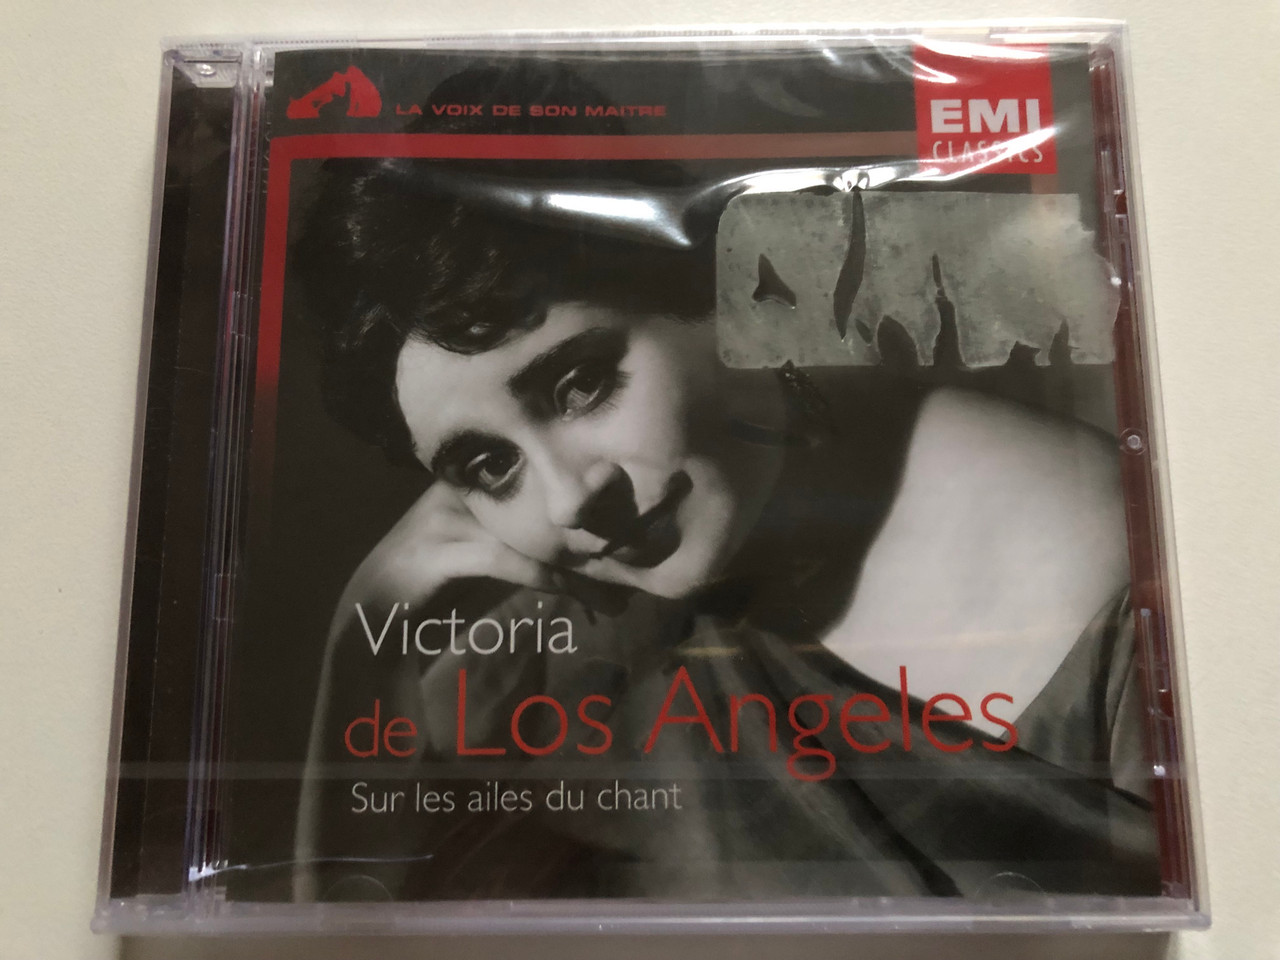 LA VOIX DE SON MAITRE
EMI
CLASSICS
Victoria
de Los Angeles
Sur les ailes du chant